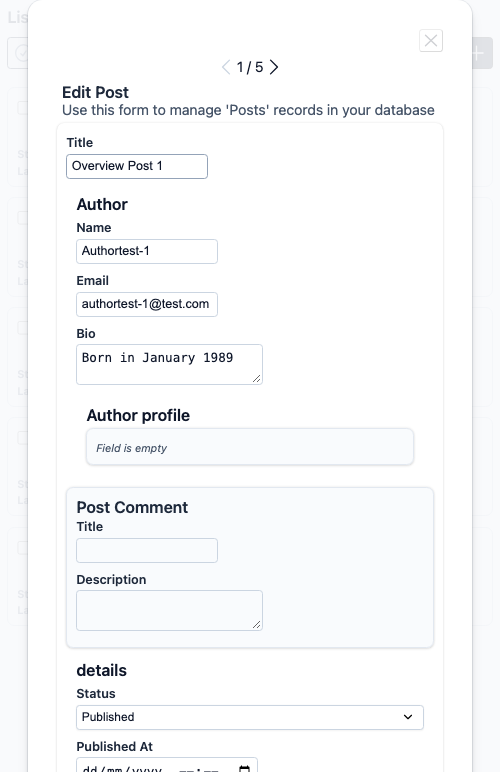 Lis
1 / 5
Edit Post
Use this form to manage 'Posts' records in your database
Title
Overview Post 1
Author
Name
Authortest-1
Email
authortest-1@test.com
Bio
Born in January 1989
Author profile
Field is empty
Post Comment
Title
Description
details
Status
Published
Published At
dd/mm/yyyy --:--